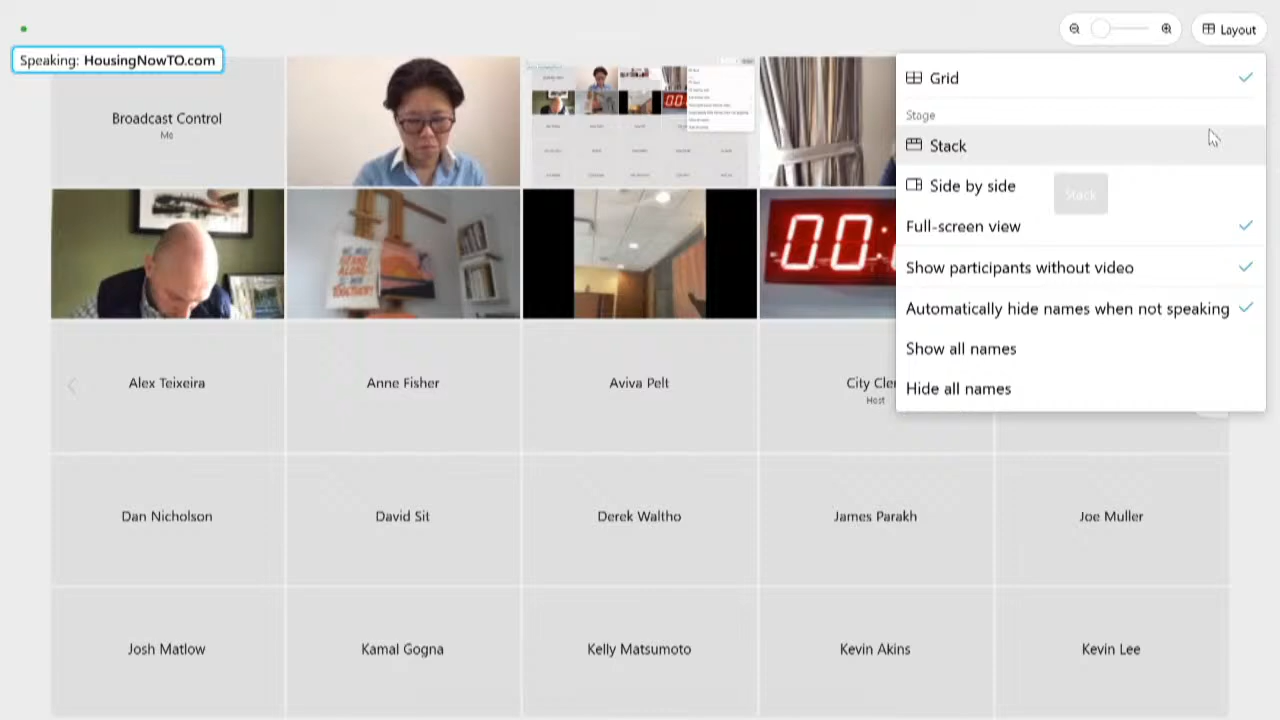 Layout
Speaking: HousingNowTO.com
Broadcast Control
Me
Grid
Stage
Stack
Side by side
Stack
Full-screen view
Show participants without video
Automatically hide names when not speaking
Show all names
Hide all names
00:
Alex Teixeira
Anne Fisher
Aviva Pelt
City Cle
Host
Dan Nicholson
David Sit
Derek Waltho
James Parakh
Joe Muller
Josh Matlow
Kamal Gogna
Kelly Matsumoto
Kevin Akins
Kevin Lee